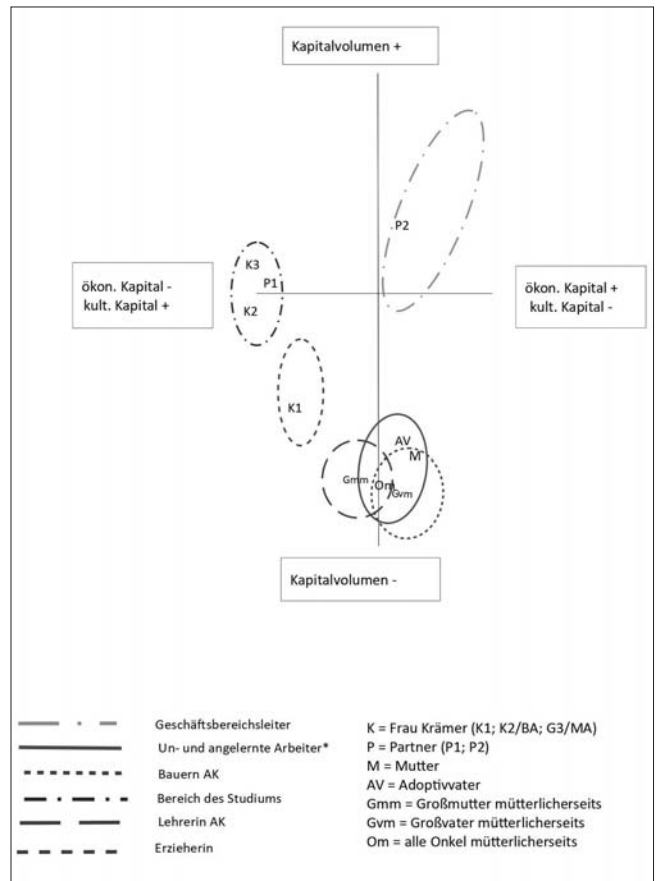 Kapitalvolumen +
P2
K3
P1
K2
ökon. Kapital -
kult. Kapital +
ökon. Kapital +
kult. Kapital -
K1
AV
M
Gmm
Om
Gvm
Kapitalvolumen -
Geschäftsbereichsleiter
Un- und angelernte Arbeiter*
Bauern AK
Bereich des Studiums
Lehrerin AK
Erzieherin
K = Frau Krämer (K1; K2/BA; G3/MA)
P = Partner (P1; P2)
M = Mutter
AV = Adoptivvater
Gmm = Großmutter mütterlicherseits
Gvm = Großvater mütterlicherseits
Om = alle Onkel mütterlicherseits